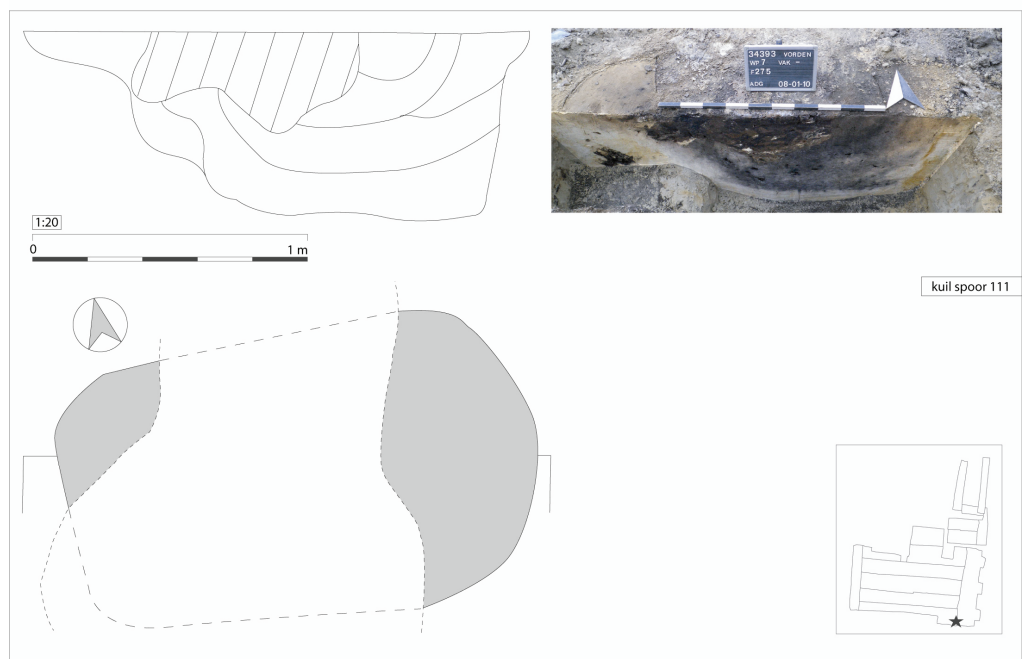 34393 VORDEN
WP 7 VAK -
F275
ADG 08-01-10
1:20
0 1 m
kuil spoor 111